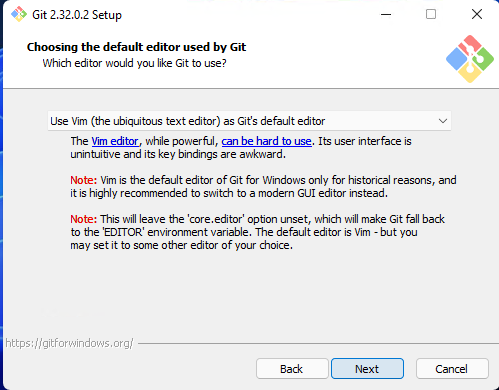 Git 2.32.0.2 Setup
Choosing the default editor used by Git
Which editor would you like Git to use?
Use Vim (the ubiquitous text editor) as Git's default editor
The Vim editor, while powerful, can be hard to use. Its user interface is
unintuitive and its key bindings are awkward.
Note: Vim is the default editor of Git for Windows only for historical reasons, and
it is highly recommended to switch to a modern GUI editor instead.
Note: This will leave the 'core.editor' option unset, which will make Git fall back
to the 'EDITOR' environment variable. The default editor is Vim - but you
may set it to some other editor of your choice.
https://gitforwindows.org/
Back
Next
Cancel